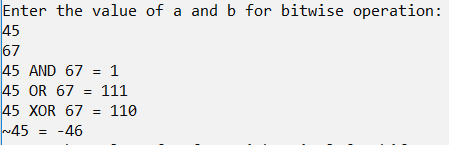 Enter the value of a and b for bitwise operation:
45
67
45 AND 67 = 1
45 OR 67 = 111
45 XOR 67 = 110
~45 = -46